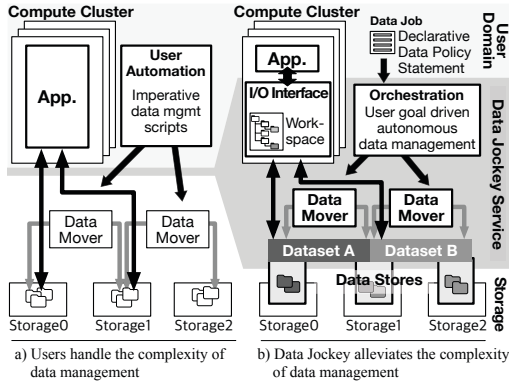 Compute Cluster
App.
User
Automation
Imperative
data mgmt
scripts
Data
Mover
Data
Mover
Storage0
Storage1
Storage2
a) Users handle the complexity of
data management
Compute Cluster
App.
I/O Interface
Work-
space
Data Job
Declarative
Data Policy
Statement
Orchestration
User goal driven
autonomous
data management
Data
Mover
Data
Mover
Dataset A
Dataset B
Data Stores
Storage0
Storage1
Storage2
User
Domain
Data Jockey Service
Storage
b) Data Jockey alleviates the complexity
of data management